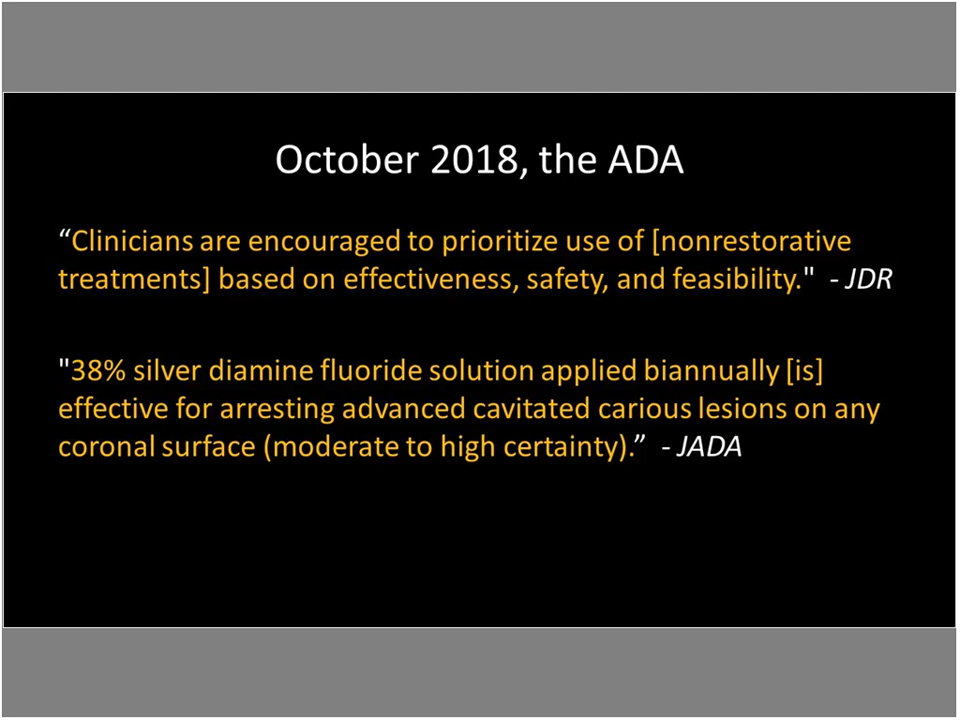 October 2018, the ADA
“Clinicians are encouraged to prioritize use of [nonrestorative
treatments] based on effectiveness, safety, and feasibility." - JDR
"38% silver diamine fluoride solution applied biannually [is]
effective for arresting advanced cavitated carious lesions on any
coronal surface (moderate to high certainty).” - JADA